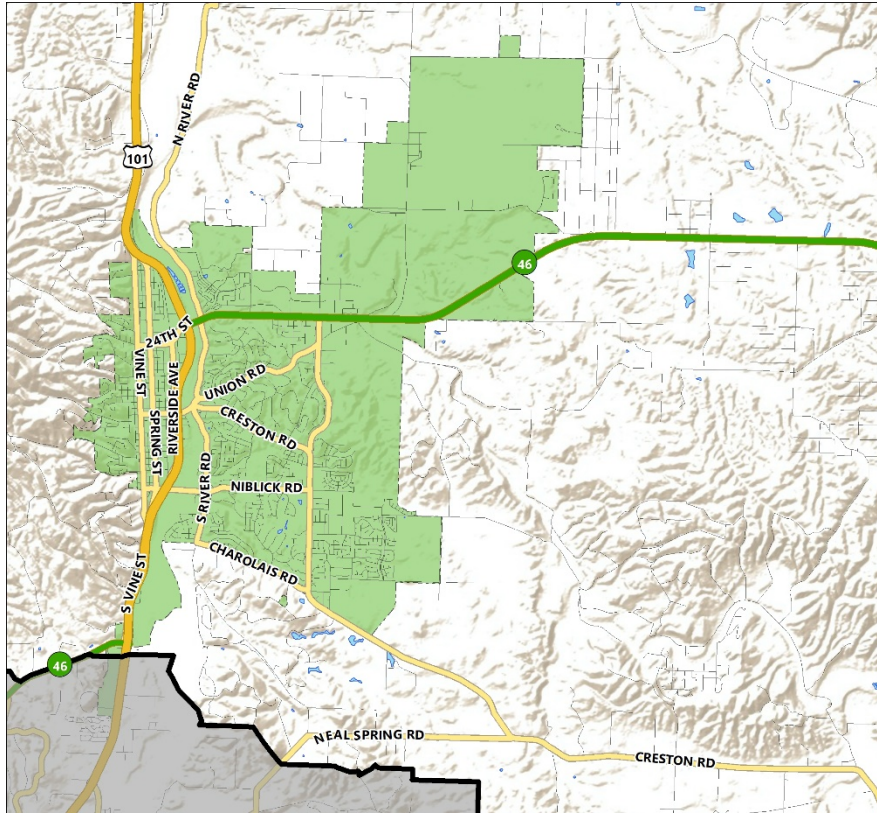 N RIVER RD
101
46
24TH ST
VINE ST
SPRING ST
RIVERSIDE AVE
UNION RD
CRESTON RD
S RIVER RD
NIBLICK RD
CHAROLAIS RD
S VINE ST
46
NEAL SPRING RD
CRESTON RD